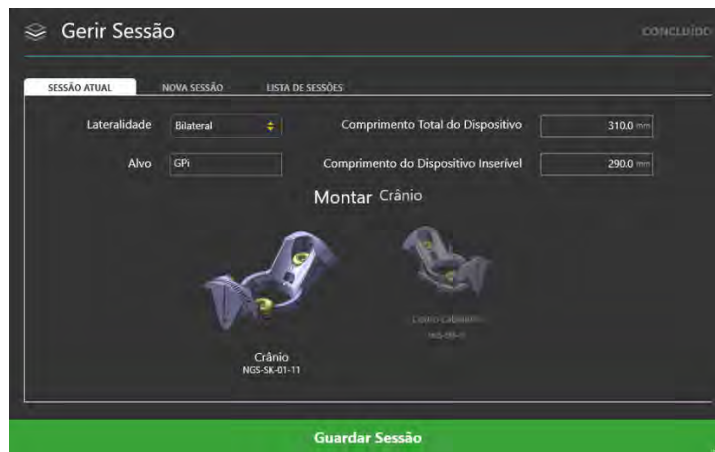 Gerir Sessão
CONCLUÍDO
SESSÃO ATUAL NOVA SESSÃO LISTA DE SESSÕES
Lateralidade Bilateral Comprimento Total do Dispositivo 310.0 mm
Alvo GPi Comprimento do Dispositivo Inserível 290.0 mm
Montar Crânio
Crânio
NGS-SK-01-11
Guardar Sessão